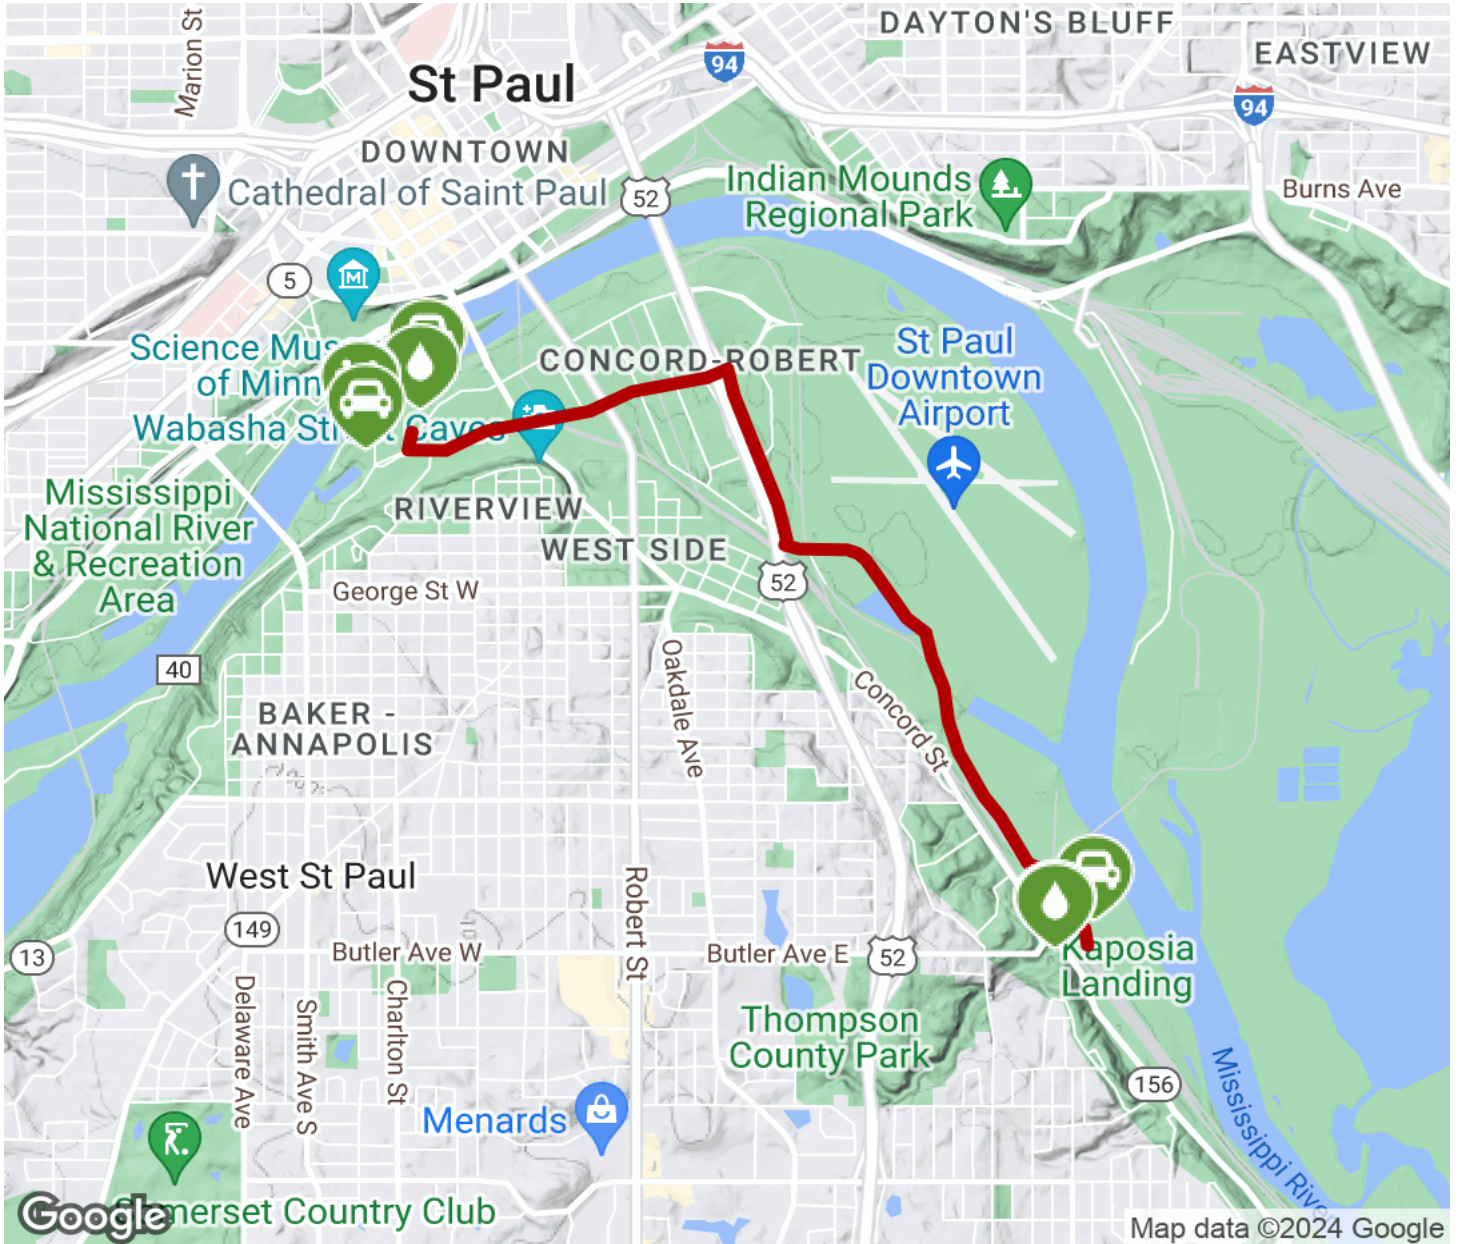 Marion St
St Paul
DOWNTOWN
DAYTON'S BLUFF
EASTVIEW
94
94
Cathedral of Saint Paul
52
Indian Mounds
Regional Park
Burns Ave
5
M
Science Mus
of Minn
CONCORD-ROBERT
St Paul
Downtown
Airport
Wabasha Street Caves
Mississippi
National River
& Recreation
Area
RIVERVIEW
WEST SIDE
George St W
52
40
Oakdale Ave
Concord St
BAKER -
ANNAPOLIS
West St Paul
149
Robert St
13
Butler Ave W
Butler Ave E
52
Kaposia
Landing
Delaware Ave
Smith Ave S
Charlton St
Thompson
County Park
156
Menards
Mississippi River
Somerset Country Club
Google
Map data ©2024 Google